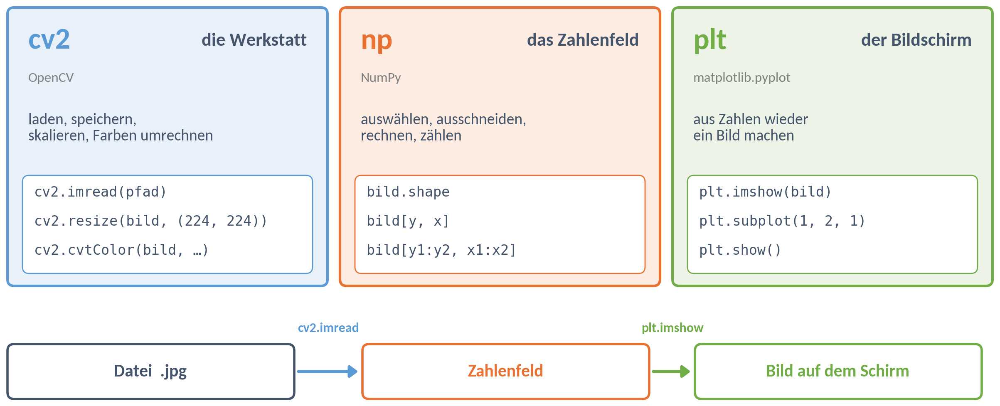 cv2 die Werkstatt
OpenCV
laden, speichern,
skalieren, Farben umrechnen
cv2.imread(pfad)
cv2.resize(bild, (224, 224))
cv2.cvtColor(bild, …)
np das Zahlenfeld
NumPy
auswählen, ausschneiden,
rechnen, zählen
bild.shape
bild[y, x]
bild[y1:y2, x1:x2]
plt der Bildschirm
matplotlib.pyplot
aus Zahlen wieder
ein Bild machen
plt.imshow(bild)
plt.subplot(1, 2, 1)
plt.show()
cv2.imread
plt.imshow
Datei .jpg
Zahlenfeld
Bild auf dem Schirm